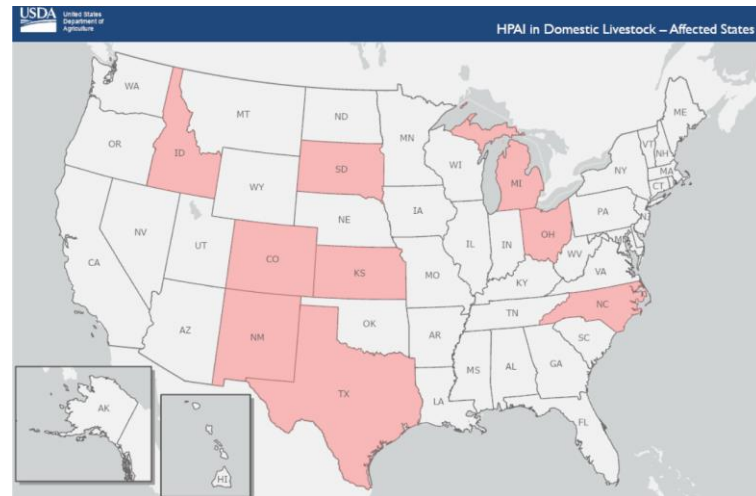 USDA
United States
Department of
Agriculture
HPAI in Domestic Livestock – Affected States
WA
MT
ND
MN
ME
OR
ID
SD
WI
MI
VT
NH
NY
MA
CT
WY
IA
PA
NJ
NE
NV
UT
IL
IN
OH
CA
CO
KS
MO
WV
VA
KY
AZ
NM
OK
AR
TN
NC
SC
MS
AL
GA
TX
LA
FL
AK
HI